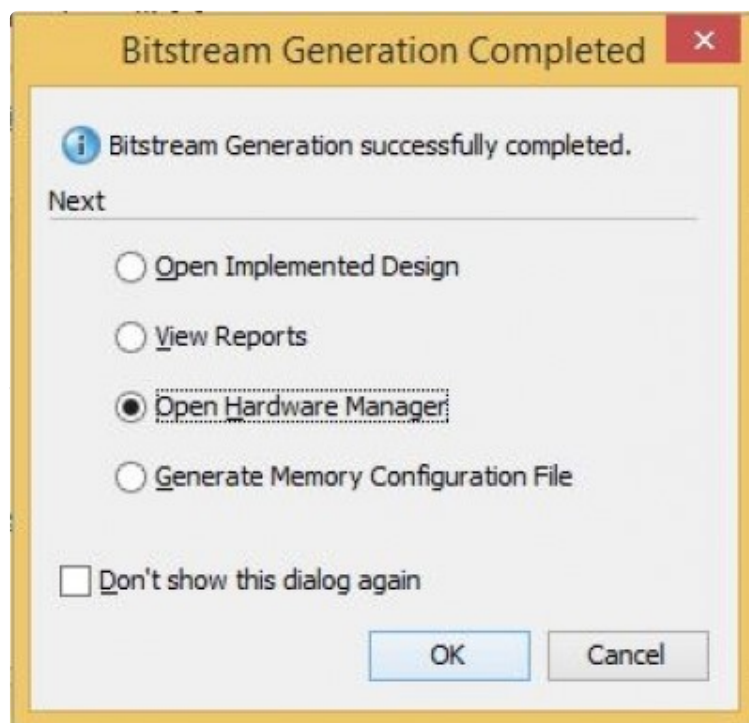 Bitstream Generation Completed
Bitstream Generation successfully completed.
Next
Open Implemented Design
View Reports
Open Hardware Manager
Generate Memory Configuration File
Don't show this dialog again
OK
Cancel